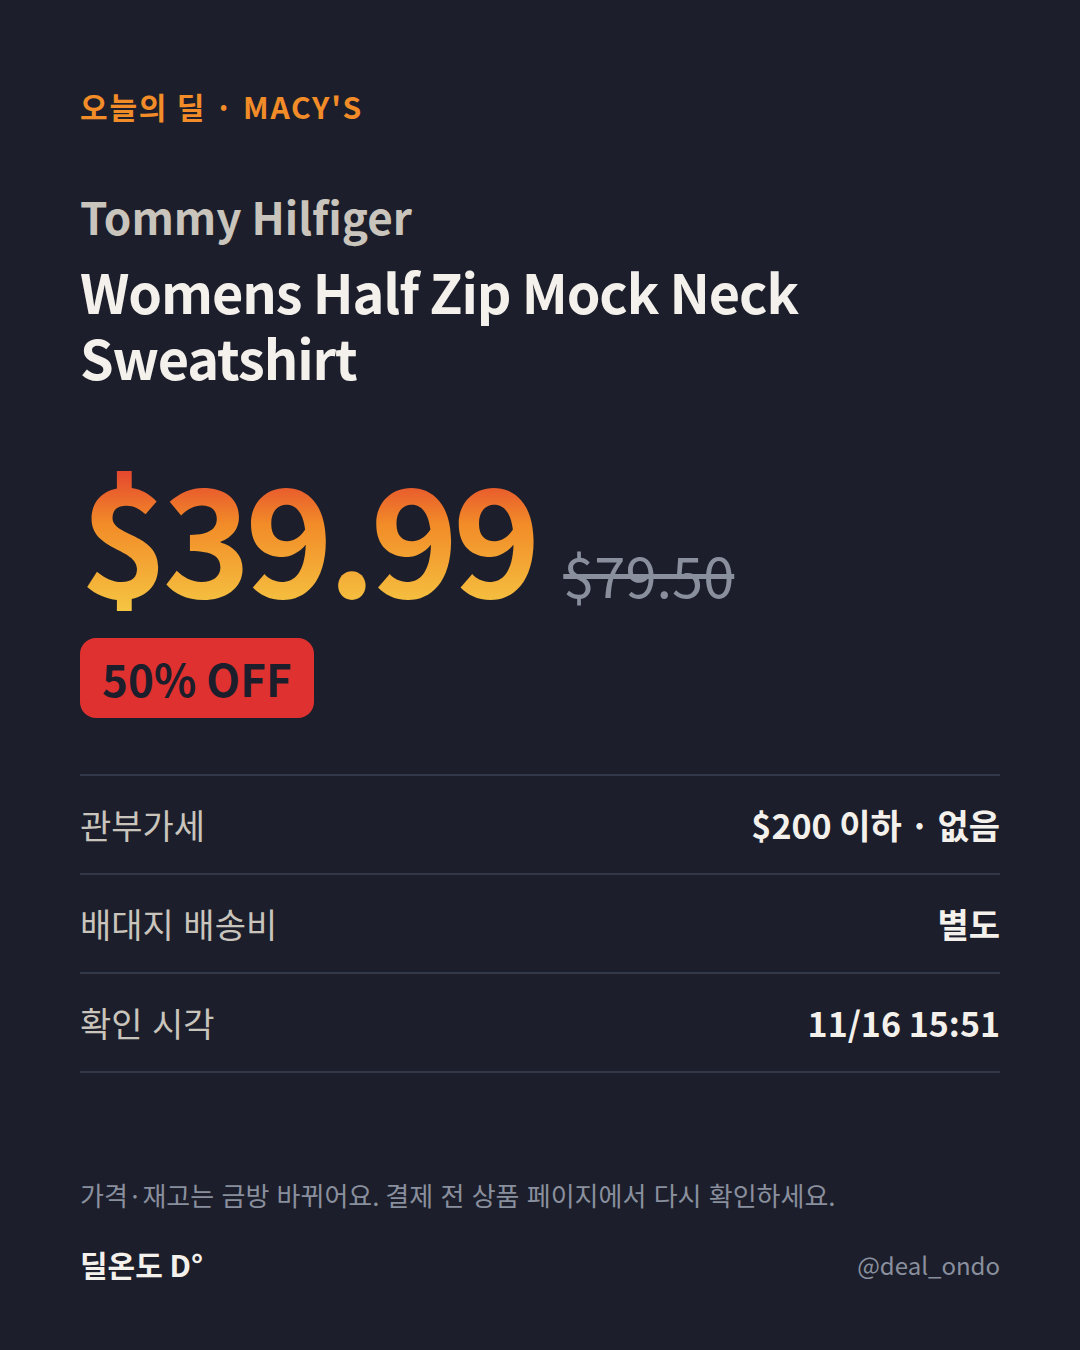 오늘의 딜 · MACY'S
Tommy Hilfiger
Womens Half Zip Mock Neck
Sweatshirt
$39.99 $79.50
50% OFF
관부가세 $200 이하 · 없음
배대지 배송비 별도
확인 시각 11/16 15:51
가격·재고는 금방 바뀌어요. 결제 전 상품 페이지에서 다시 확인하세요.
딜온도 D° @deal_ondo